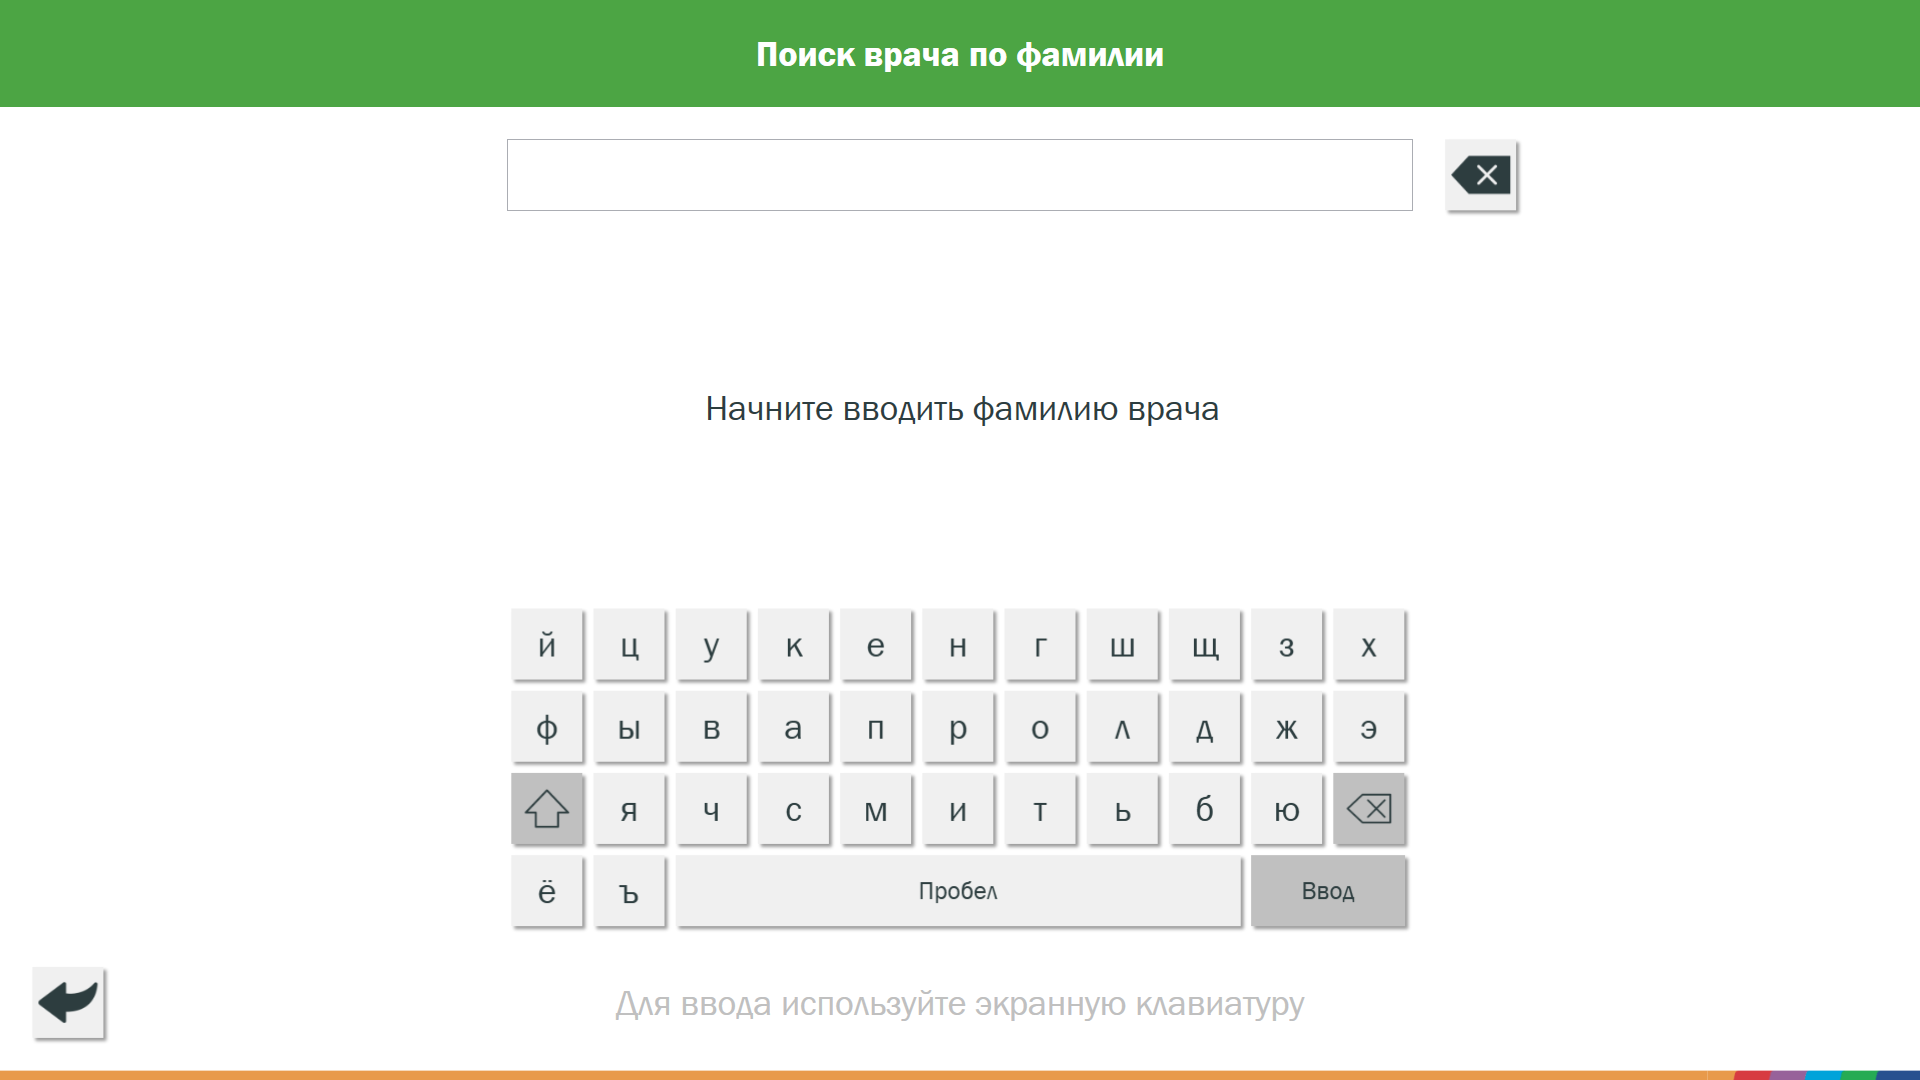 Поиск врача по фамилии
Начните вводить фамилию врача
й ц у к е н г ш щ з х
ф ы в а п р о л д ж э
я ч с м и т ь б ю
ё ъ Пробел Ввод
Для ввода используйте экранную клавиатуру